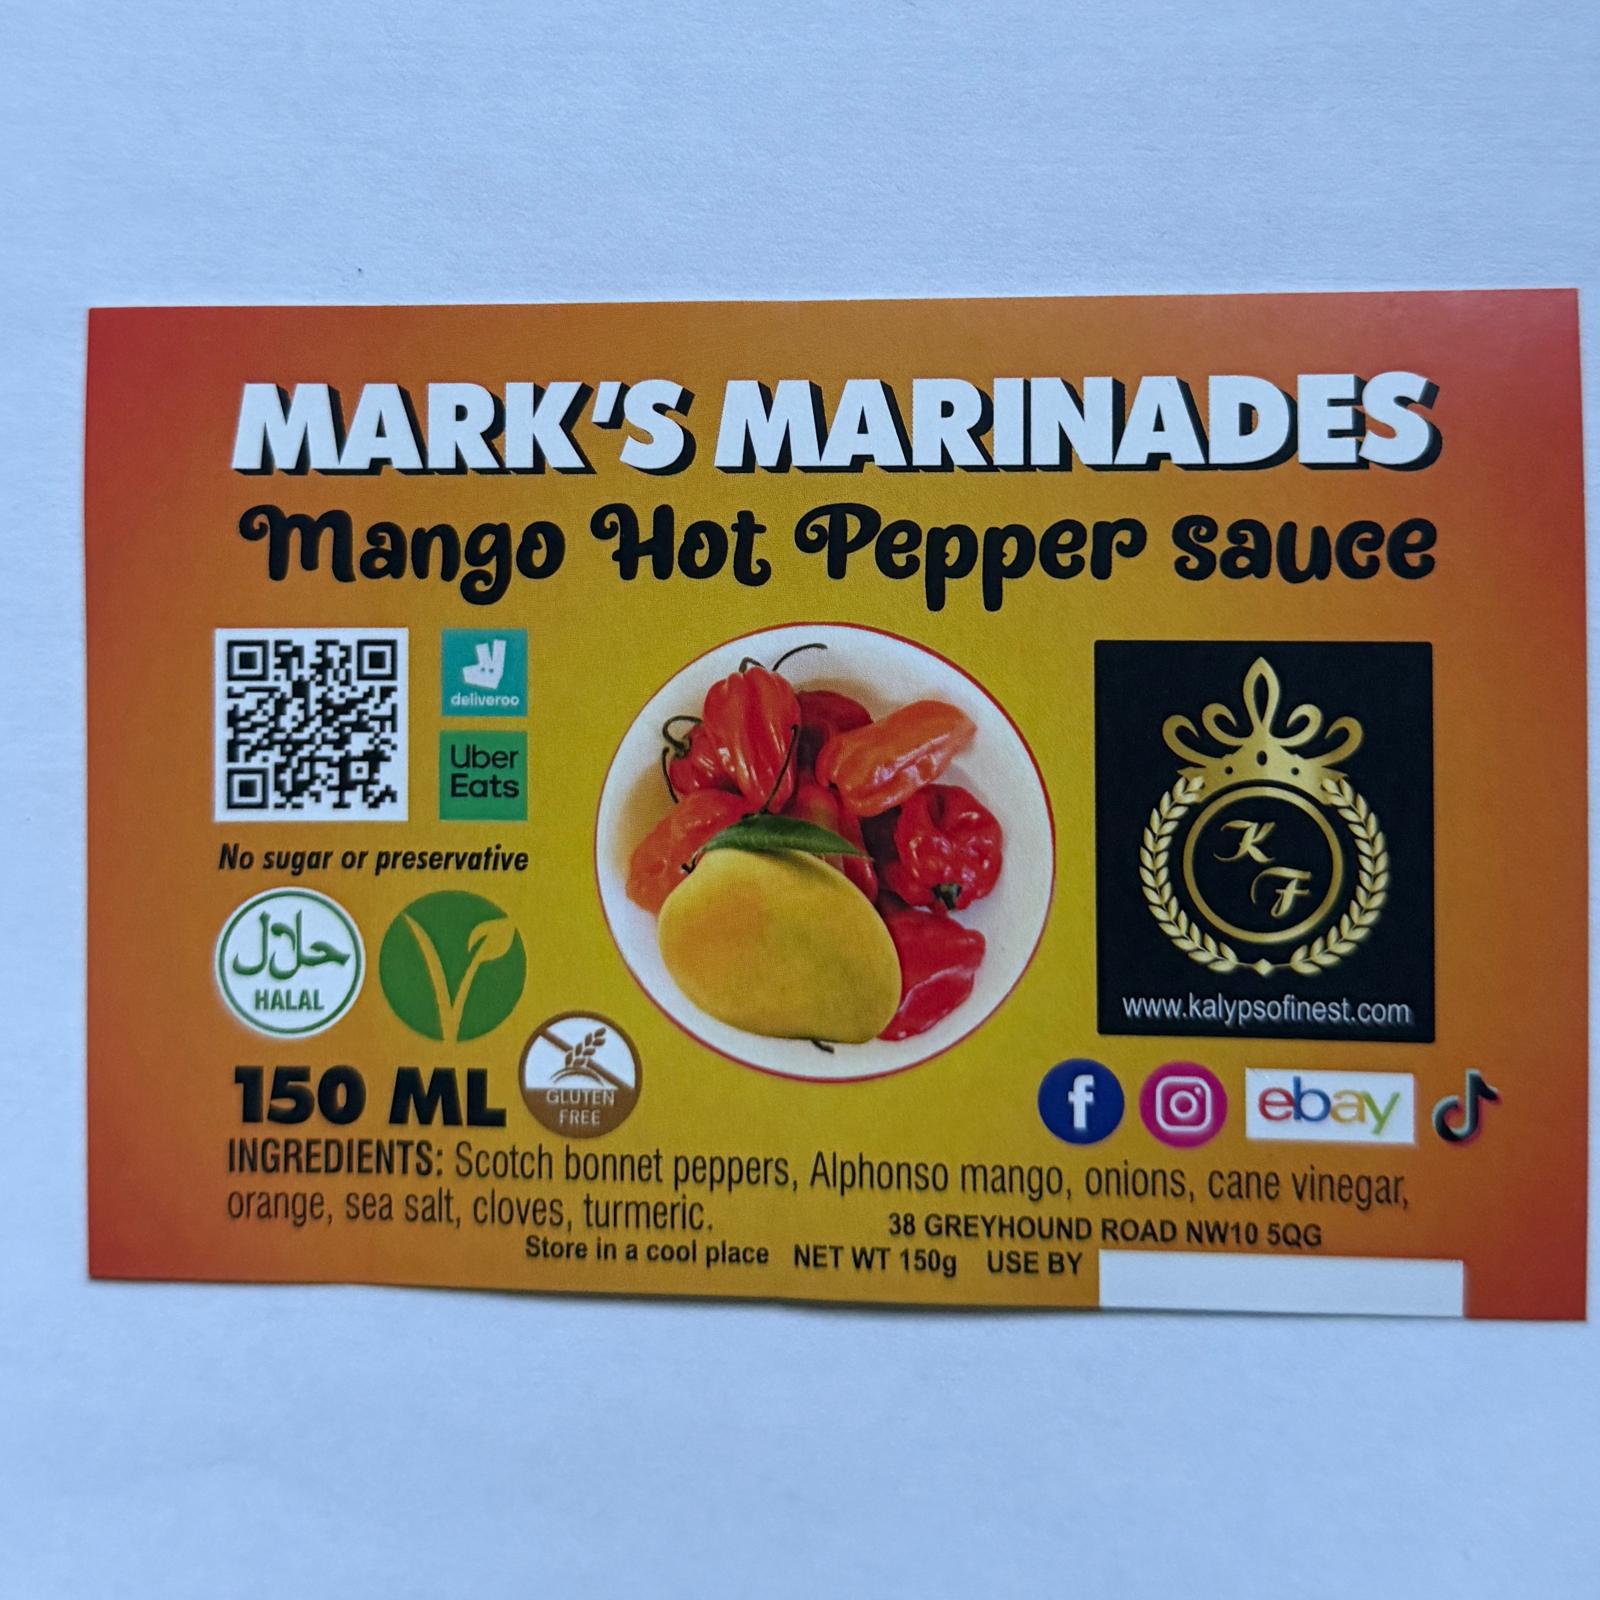 MARK'S MARINADES
Mango Hot Pepper sauce
deliveroo
Uber
Eats
No sugar or preservative
حلال
HALAL
K
F
www.kalypsofinest.com
150 ML
GLUTEN
FREE
f
ebay
INGREDIENTS: Scotch bonnet peppers, Alphonso mango, onions, cane vinegar,
orange, sea salt, cloves, turmeric.
38 GREYHOUND ROAD NW10 5QG
Store in a cool place NET WT 150g USE BY